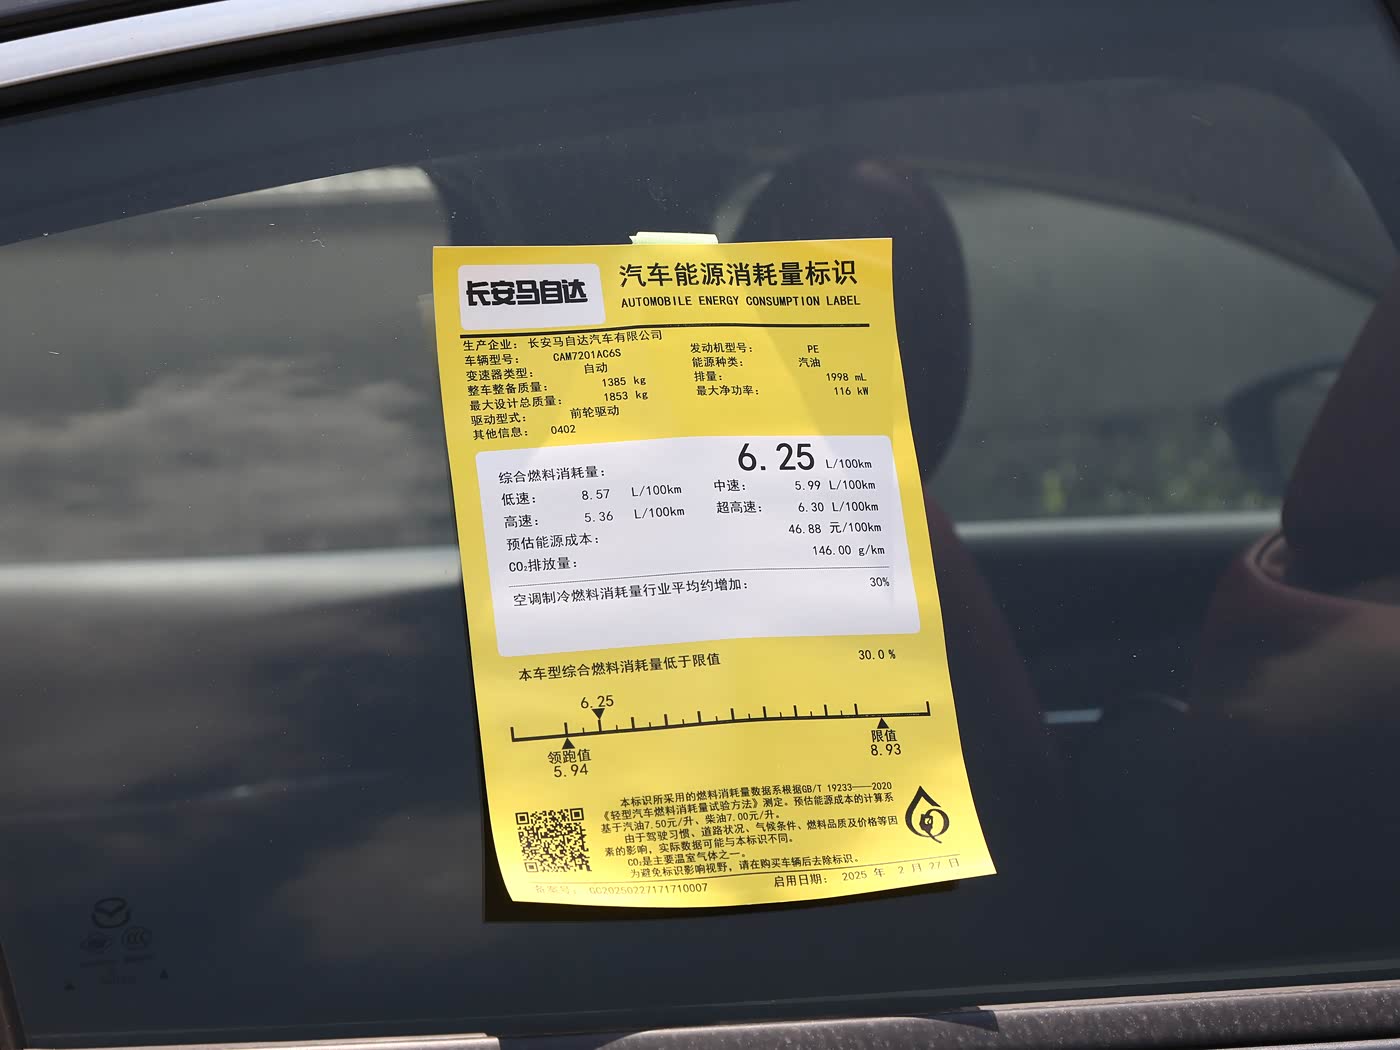 长安马自达
汽车能源消耗量标识
AUTOMOBILE ENERGY CONSUMPTION LABEL
生产企业： 长安马自达汽车有限公司
车辆型号： CAM7201AC6S
变速器类型： 自动
整车整备质量： 1385 kg
最大设计总质量： 1853 kg
驱动型式： 前轮驱动
其他信息： 0402
发动机型号： PE
能源种类： 汽油
排量： 1998 mL
最大净功率： 116 kW
综合燃料消耗量： 6.25 L/100km
低速： 8.57 L/100km 中速： 5.99 L/100km
高速： 5.36 L/100km 超高速： 6.30 L/100km
预估能源成本： 46.88 元/100km
CO₂排放量： 146.00 g/km
空调制冷燃料消耗量行业平均约增加： 30%
本车型综合燃料消耗量低于限值 30.0 %
6.25
领跑值
5.94
限值
8.93
本标识所采用的燃料消耗量数据系根据GB/T 19233——2020
《轻型汽车燃料消耗量试验方法》测定。预估能源成本的计算系
基于汽油7.50元/升、柴油7.00元/升。
由于驾驶习惯、道路状况、气候条件、燃料品质及价格等因
素的影响，实际数据可能与本标识不同。
CO₂是主要温室气体之一。
为避免标识影响视野，请在购买车辆后去除标识。
备案号： GG20250227171710007
启用日期： 2025 年 2 月 27 日